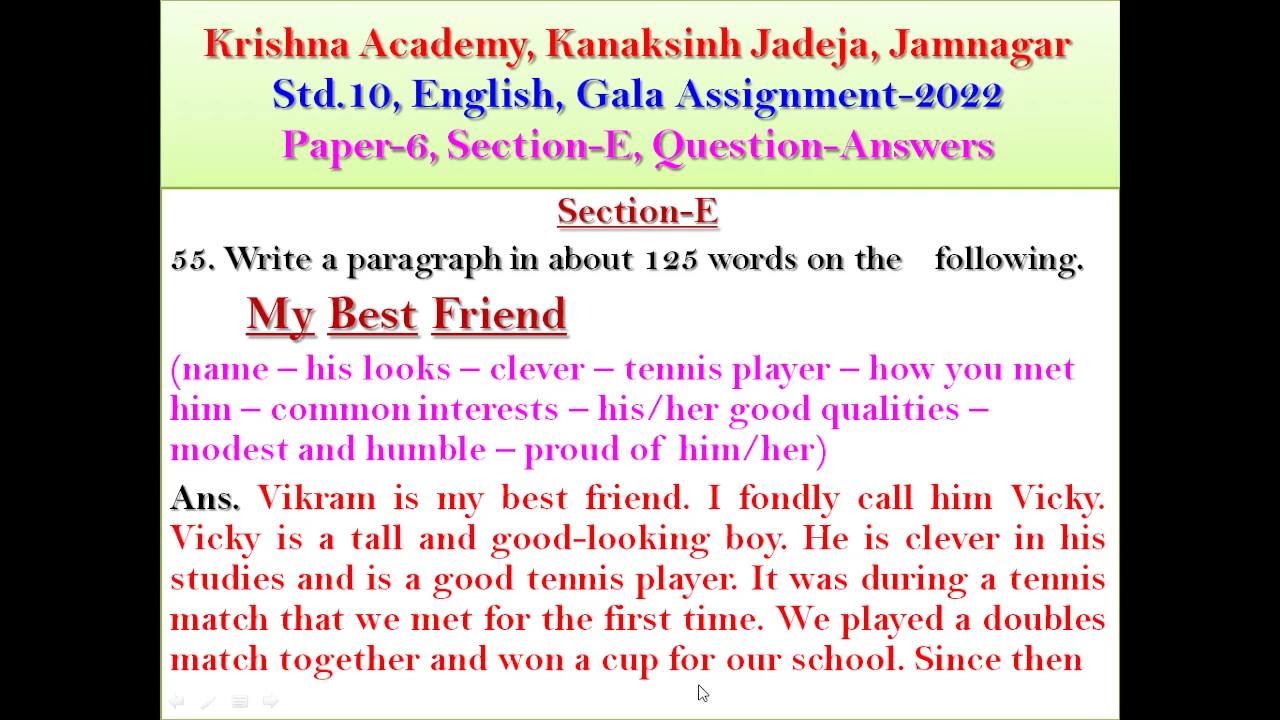 Krishna Academy, Kanaksinh Jadeja, Jamnagar
Std.10, English, Gala Assignment-2022
Paper-6, Section-E, Question-Answers
Section-E
55. Write a paragraph in about 125 words on the following.
My Best Friend
(name – his looks – clever – tennis player – how you met
him – common interests – his/her good qualities –
modest and humble – proud of him/her)
Ans. Vikram is my best friend. I fondly call him Vicky.
Vicky is a tall and good-looking boy. He is clever in his
studies and is a good tennis player. It was during a tennis
match that we met for the first time. We played a doubles
match together and won a cup for our school. Since then